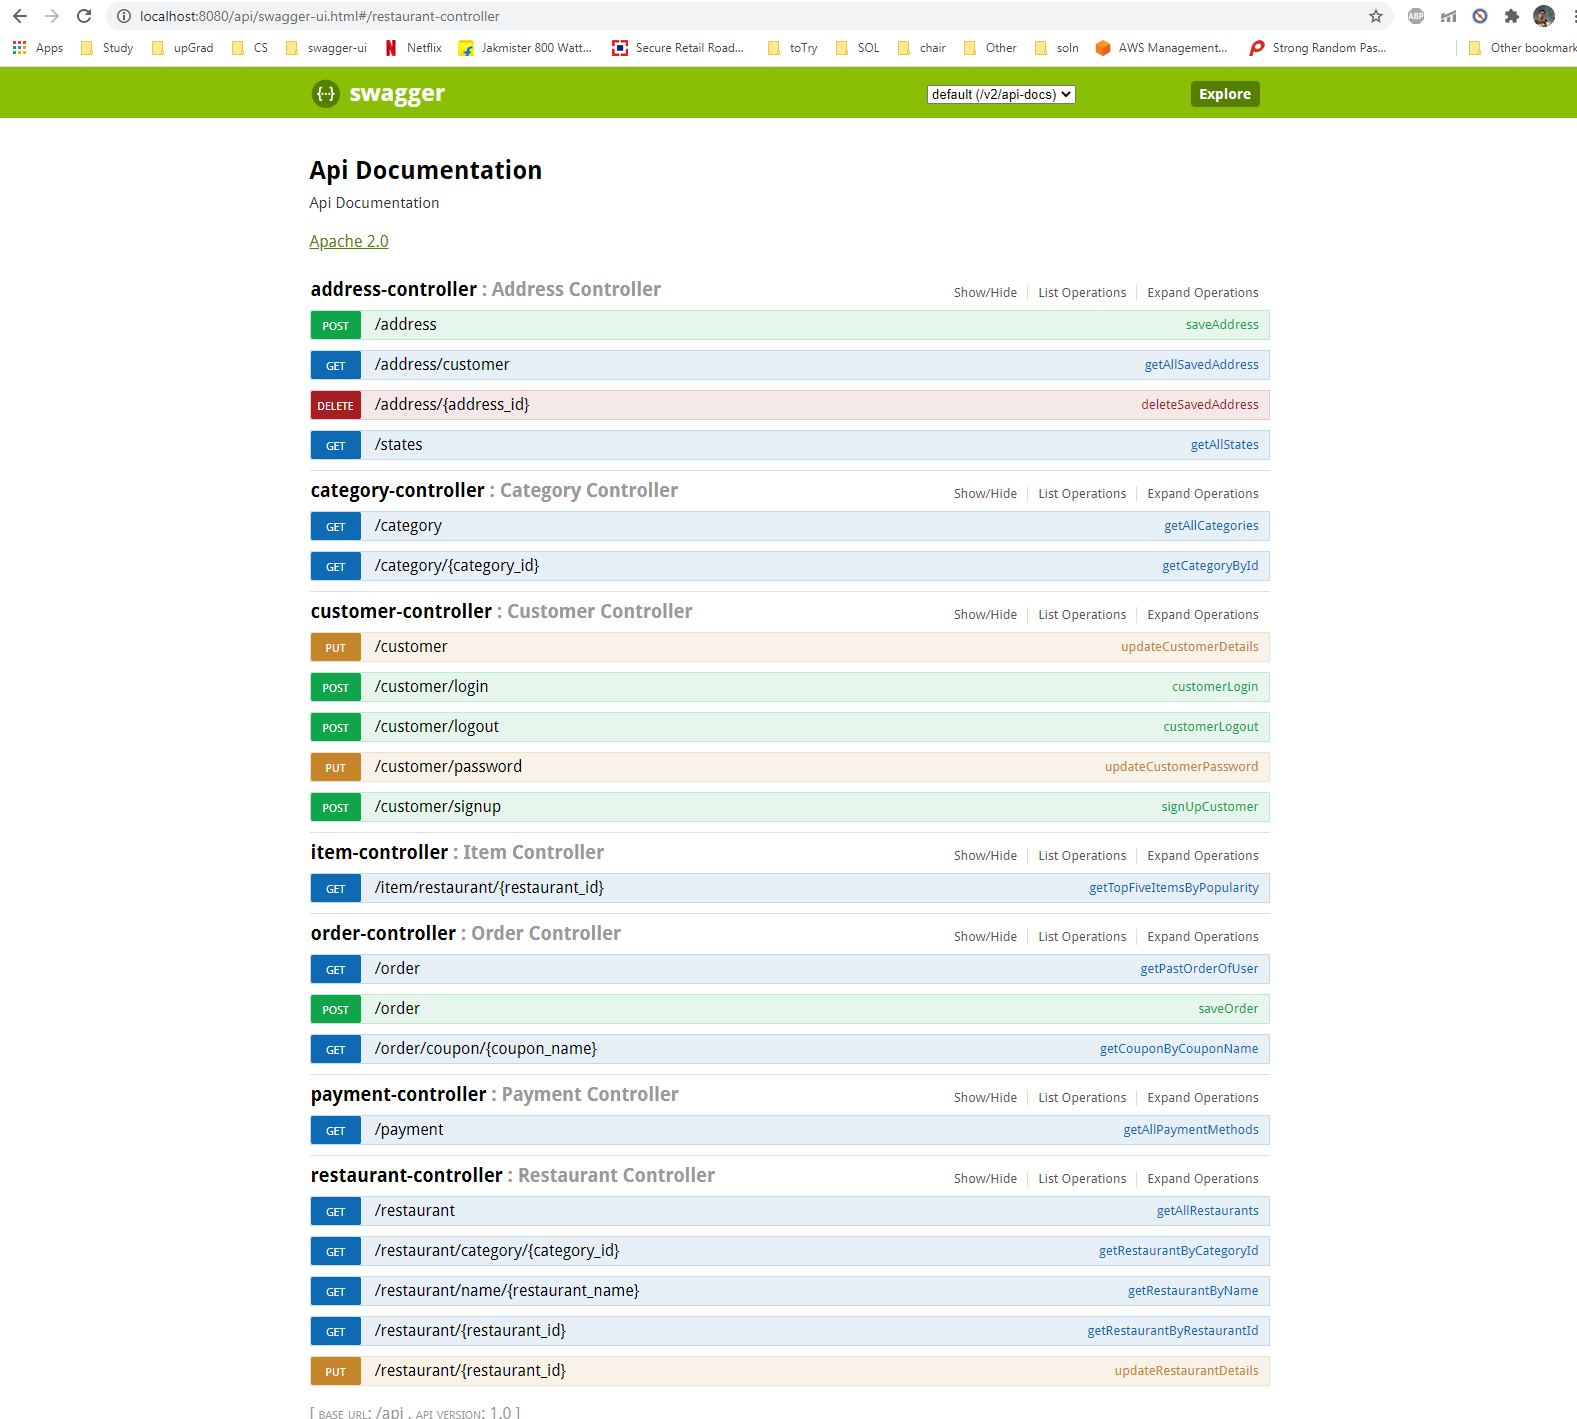 localhost:8080/api/swagger-ui.html#/restaurant-controller
ABP
Apps Study upGrad CS swagger-ui Netflix Jakmister 800 Watt... Secure Retail Road... toTry SOL chair Other soln AWS Management... Strong Random Pas... Other bookmark
{···} swagger default (/v2/api-docs) Explore
Api Documentation
Api Documentation
Apache 2.0
address-controller : Address Controller Show/Hide List Operations Expand Operations
POST /address saveAddress
GET /address/customer getAllSavedAddress
DELETE /address/{address_id} deleteSavedAddress
GET /states getAllStates
category-controller : Category Controller Show/Hide List Operations Expand Operations
GET /category getAllCategories
GET /category/{category_id} getCategoryById
customer-controller : Customer Controller Show/Hide List Operations Expand Operations
PUT /customer updateCustomerDetails
POST /customer/login customerLogin
POST /customer/logout customerLogout
PUT /customer/password updateCustomerPassword
POST /customer/signup signUpCustomer
item-controller : Item Controller Show/Hide List Operations Expand Operations
GET /item/restaurant/{restaurant_id} getTopFiveItemsByPopularity
order-controller : Order Controller Show/Hide List Operations Expand Operations
GET /order getPastOrderOfUser
POST /order saveOrder
GET /order/coupon/{coupon_name} getCouponByCouponName
payment-controller : Payment Controller Show/Hide List Operations Expand Operations
GET /payment getAllPaymentMethods
restaurant-controller : Restaurant Controller Show/Hide List Operations Expand Operations
GET /restaurant getAllRestaurants
GET /restaurant/category/{category_id} getRestaurantByCategoryId
GET /restaurant/name/{restaurant_name} getRestaurantByName
GET /restaurant/{restaurant_id} getRestaurantByRestaurantId
PUT /restaurant/{restaurant_id} updateRestaurantDetails
[ BASE URL: /api , API VERSION: 1.0 ]